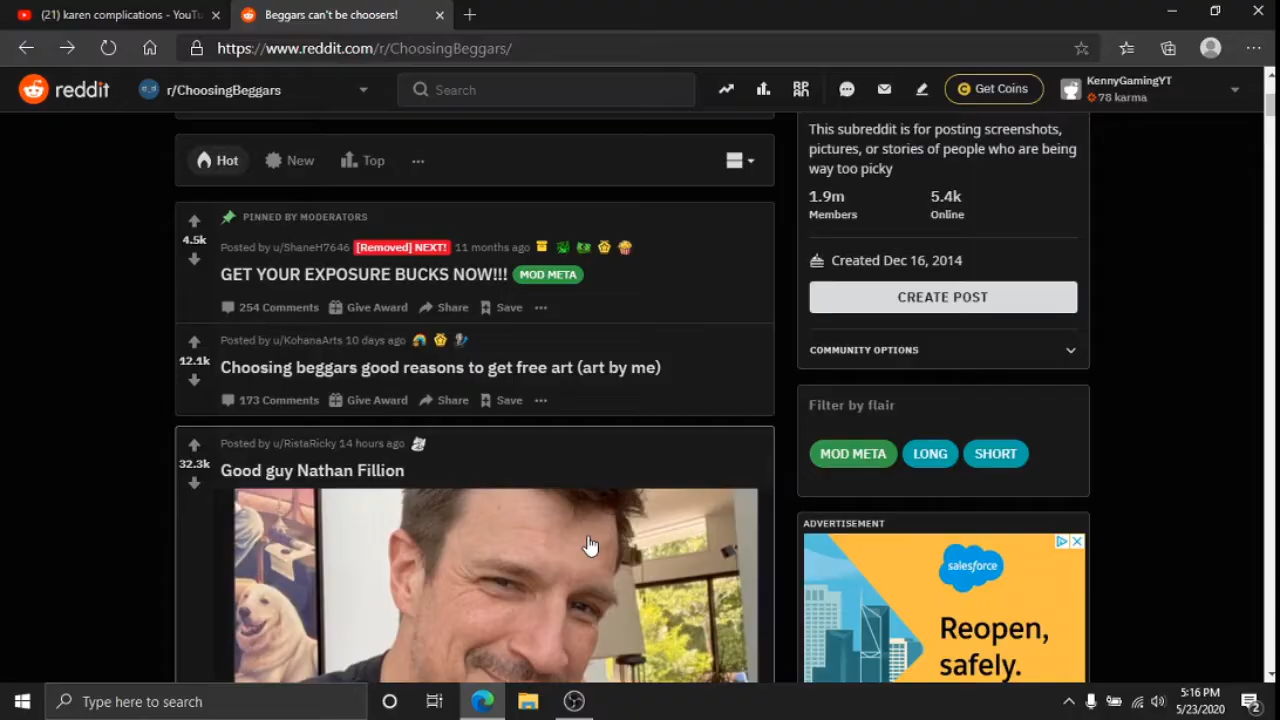 (21) karen complications - YouTu
Beggars can't be choosers!
https://www.reddit.com/r/ChoosingBeggars/
reddit
r/ChoosingBeggars
Search
Get Coins
KennyGamingYT
78 karma
Hot
New
Top
PINNED BY MODERATORS
4.5k
Posted by u/ShaneH7646 [Removed] NEXT! 11 months ago
GET YOUR EXPOSURE BUCKS NOW!!! MOD META
254 Comments Give Award Share Save
Posted by u/KohanaArts 10 days ago
12.1k
Choosing beggars good reasons to get free art (art by me)
173 Comments Give Award Share Save
Posted by u/RistaRicky 14 hours ago
32.3k
Good guy Nathan Fillion
This subreddit is for posting screenshots,
pictures, or stories of people who are being
way too picky
1.9m 5.4k
Members Online
Created Dec 16, 2014
CREATE POST
COMMUNITY OPTIONS
Filter by flair
MOD META LONG SHORT
ADVERTISEMENT
salesforce
Reopen,
safely.
Type here to search
5:16 PM
5/23/2020
2